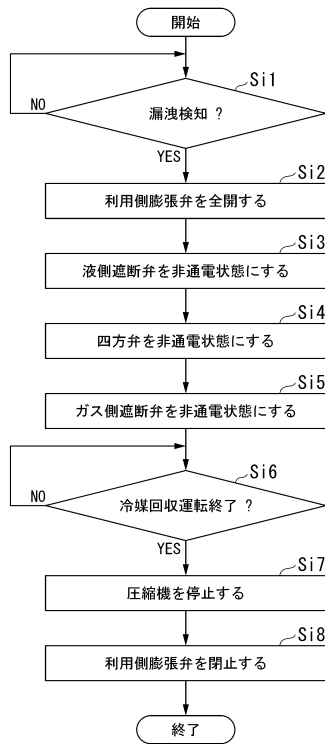 開始
Si1
漏洩検知 ?
NO
YES
Si2
利用側膨張弁を全開する
Si3
液側遮断弁を非通電状態にする
Si4
四方弁を非通電状態にする
Si5
ガス側遮断弁を非通電状態にする
Si6
冷媒回収運転終了 ?
NO
YES
Si7
圧縮機を停止する
Si8
利用側膨張弁を閉止する
終了